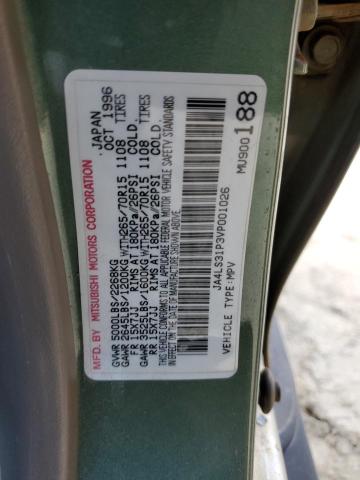 MFD. BY MITSUBISHI MOTORS CORPORATION
JAPAN
OCT 1996
GVWR 5000LBS/2268KG
GAWR 2645LB/1200KG WITH 265/70R15 110S TIRES
FR 15X7JJ RIMS AT 180KPa/26PSI COLD.
GAWR 3525LBS/1600KG WITH 265/70R15 110S TIRES
RR 15X7JJ RIMS AT 180KPa/26PSI COLD.
THIS VEHICLE CONFORMS TO ALL APPLICABLE FEDERAL MOTOR VEHICLE SAFETY STANDARDS
IN EFFECT ON THE DATE OF MANUFACTURE SHOWN ABOVE.
JA4LS31P3VP001026
VEHICLE TYPE:MPV
MU900188